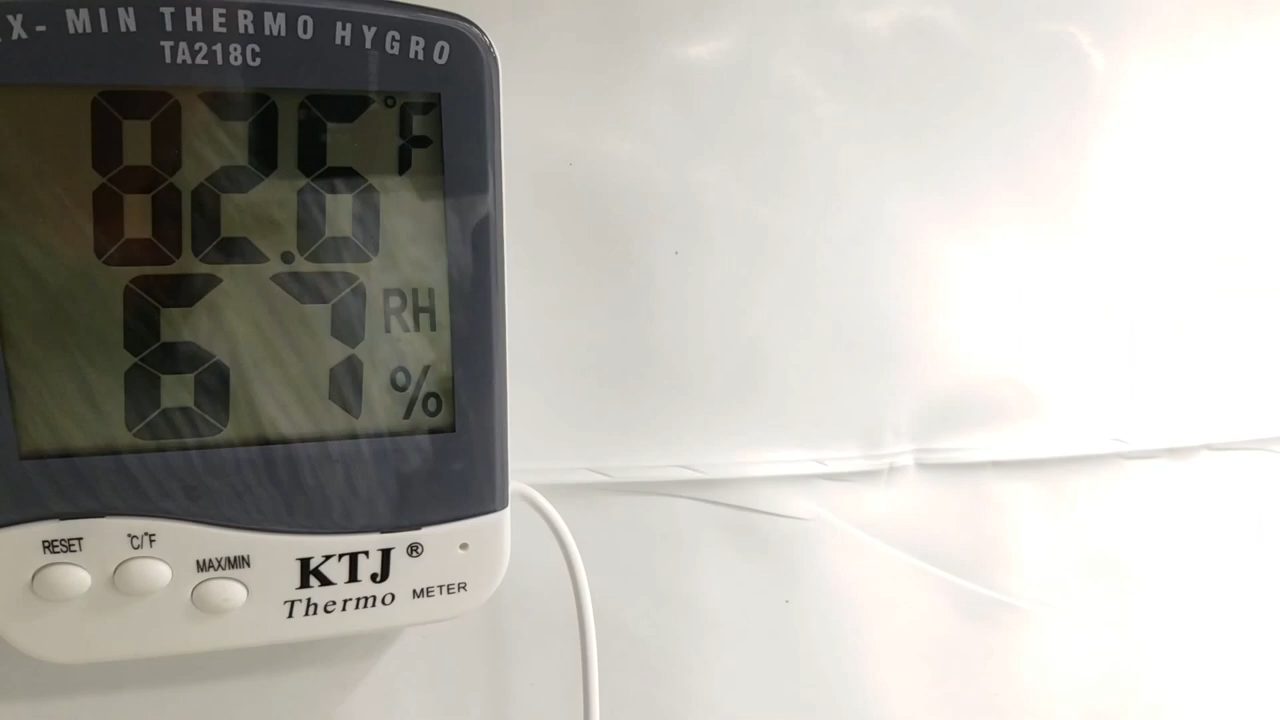 X- MIN THERMO HYGRO
TA218C
82.6 °F
67 RH
%
RESET
°C/°F
MAX/MIN
KTJ ®
Thermo METER